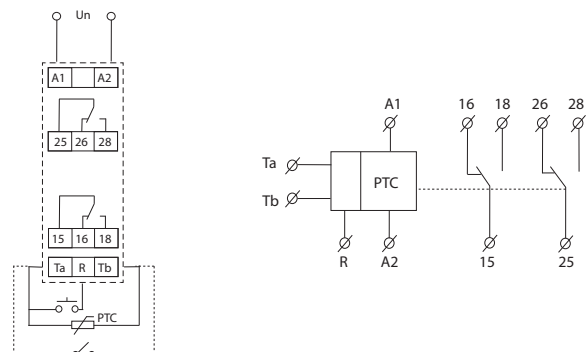 Un
A1 A2
25 26 28
15 16 18
Ta R Tb
PTC
A1 16 18 26 28
Ta
PTC
Tb
R A2 15 25